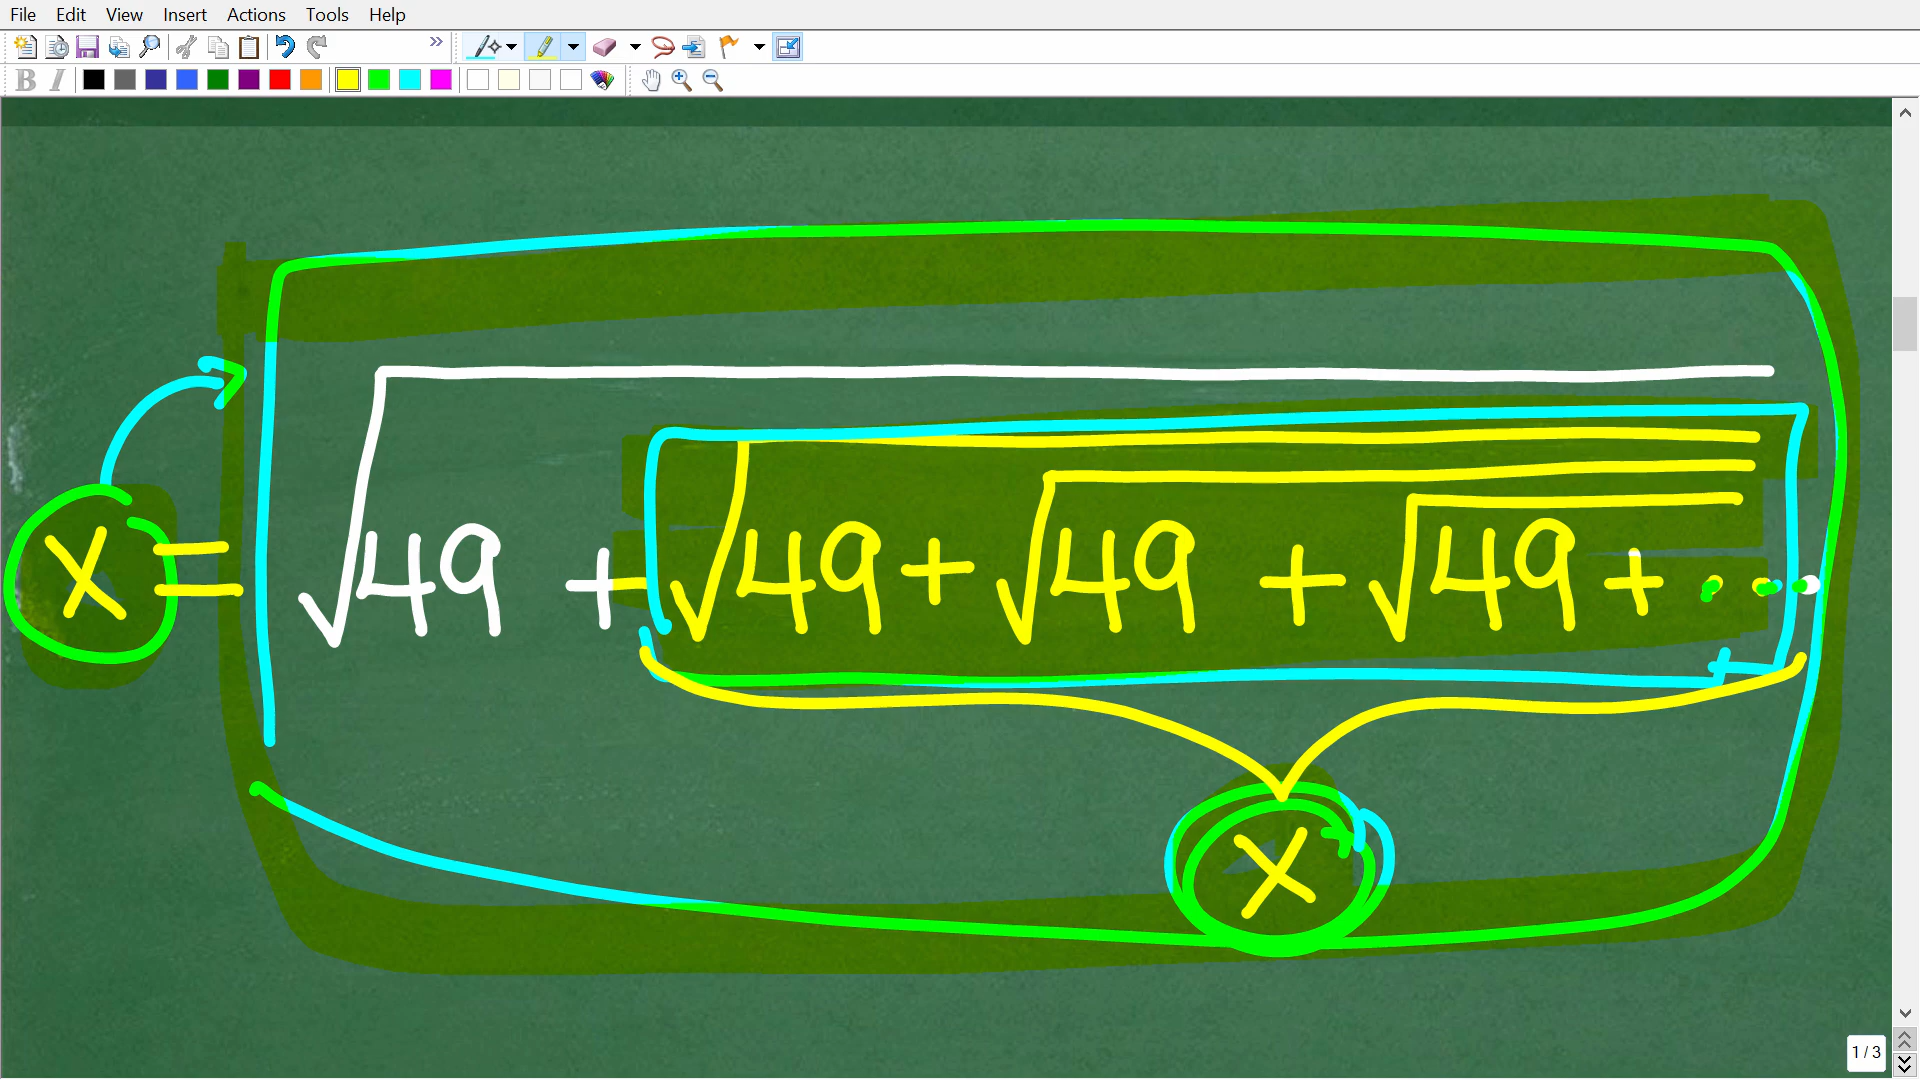 File Edit View Insert Actions Tools Help
B I
X = √49 + √49 + √49 + √49 + ...
X
1 / 3